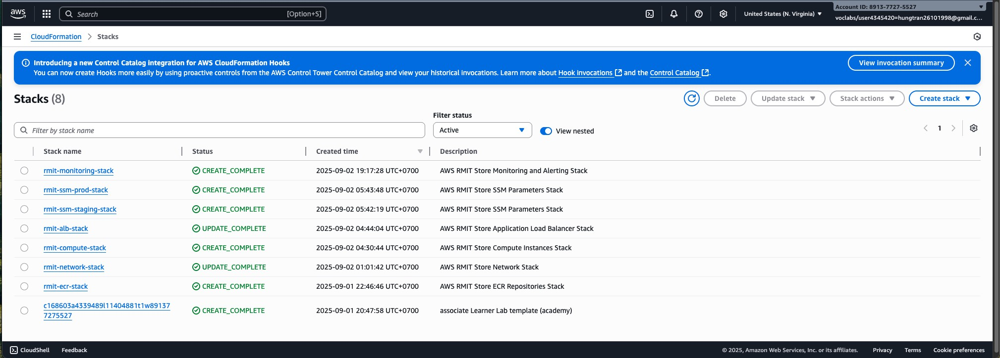 aws
Search
[Option+S]
United States (N. Virginia)
Account ID: 8913-7727-5527
voclabs/user4345420=hungtran26101998@gmail.c...
CloudFormation
Stacks
Introducing a new Control Catalog integration for AWS CloudFormation Hooks
You can now create Hooks more easily by using proactive controls from the AWS Control Tower Control Catalog and view your historical invocations. Learn more about Hook invocations and the Control Catalog.
View invocation summary
Stacks (8)
Delete
Update stack
Stack actions
Create stack
Filter by stack name
Filter status
Active
View nested
1
Stack name Status Created time Description
rmit-monitoring-stack CREATE_COMPLETE 2025-09-02 19:17:28 UTC+0700 AWS RMIT Store Monitoring and Alerting Stack
rmit-ssm-prod-stack CREATE_COMPLETE 2025-09-02 05:43:48 UTC+0700 AWS RMIT Store SSM Parameters Stack
rmit-ssm-staging-stack CREATE_COMPLETE 2025-09-02 05:42:19 UTC+0700 AWS RMIT Store SSM Parameters Stack
rmit-alb-stack UPDATE_COMPLETE 2025-09-02 04:44:04 UTC+0700 AWS RMIT Store Application Load Balancer Stack
rmit-compute-stack CREATE_COMPLETE 2025-09-02 04:30:44 UTC+0700 AWS RMIT Store Compute Instances Stack
rmit-network-stack UPDATE_COMPLETE 2025-09-02 01:01:42 UTC+0700 AWS RMIT Store Network Stack
rmit-ecr-stack CREATE_COMPLETE 2025-09-01 22:46:46 UTC+0700 AWS RMIT Store ECR Repositories Stack
c168603a4339489l11404881t1w89137
7275527
CREATE_COMPLETE 2025-09-01 20:47:58 UTC+0700 associate Learner Lab template (academy)
CloudShell
Feedback
© 2025, Amazon Web Services, Inc. or its affiliates.
Privacy
Terms
Cookie preferences